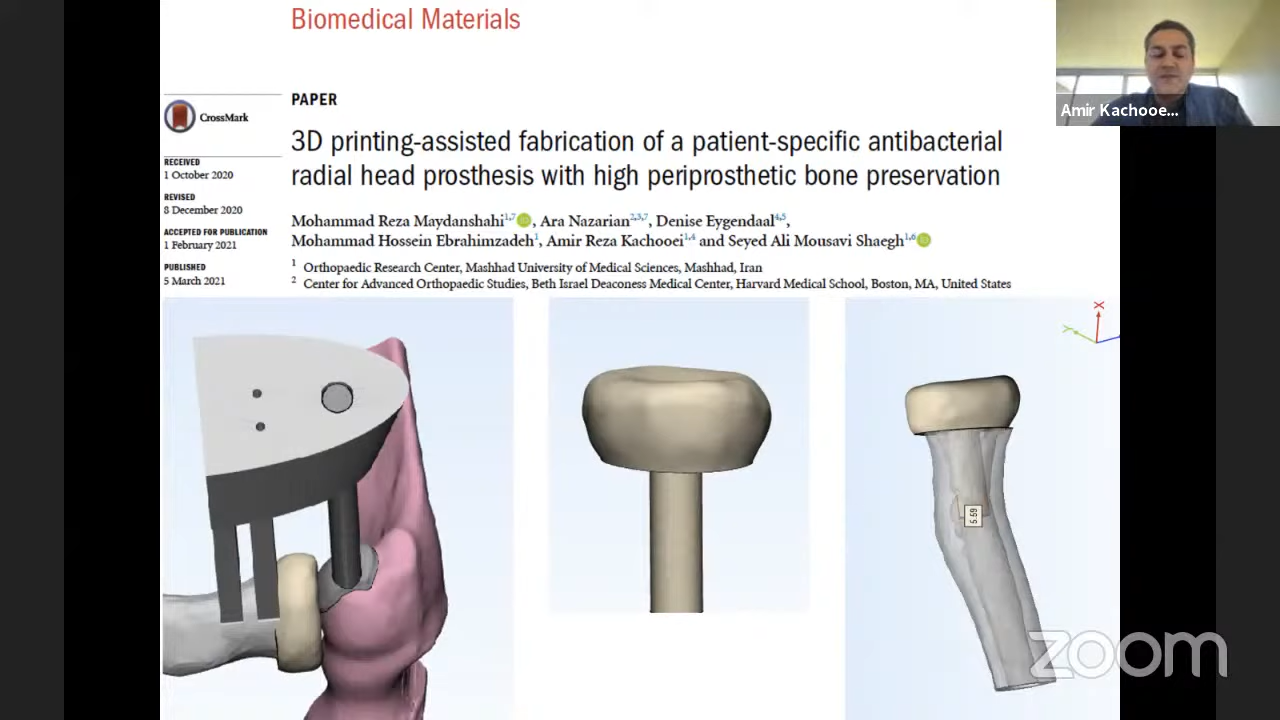 Biomedical Materials
Amir Kachooe...
PAPER
CrossMark
3D printing-assisted fabrication of a patient-specific antibacterial
radial head prosthesis with high periprosthetic bone preservation
RECEIVED
1 October 2020
REVISED
8 December 2020
ACCEPTED FOR PUBLICATION
1 February 2021
PUBLISHED
5 March 2021
Mohammad Reza Maydanshahi1,7 iD, Ara Nazarian2,3,7, Denise Eygendaal4,5,
Mohammad Hossein Ebrahimzadeh1, Amir Reza Kachooei1,4 and Seyed Ali Mousavi Shaegh1,6 iD
1 Orthopaedic Research Center, Mashhad University of Medical Sciences, Mashhad, Iran
2 Center for Advanced Orthopaedic Studies, Beth Israel Deaconess Medical Center, Harvard Medical School, Boston, MA, United States
X
Y
5.59
zoom